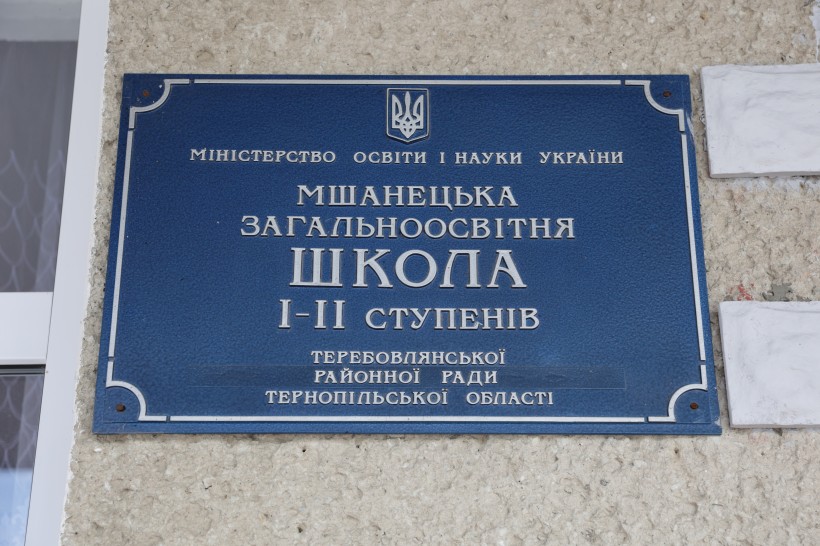 МІНІСТЕРСТВО ОСВІТИ І НАУКИ УКРАЇНИ
МШАНЕЦЬКА
ЗАГАЛЬНООСВІТНЯ
ШКОЛА
І-ІІ СТУПЕНІВ
ТЕРЕБОВЛЯНСЬКОЇ
РАЙОННОЇ РАДИ
ТЕРНОПІЛЬСЬКОЇ ОБЛАСТІ